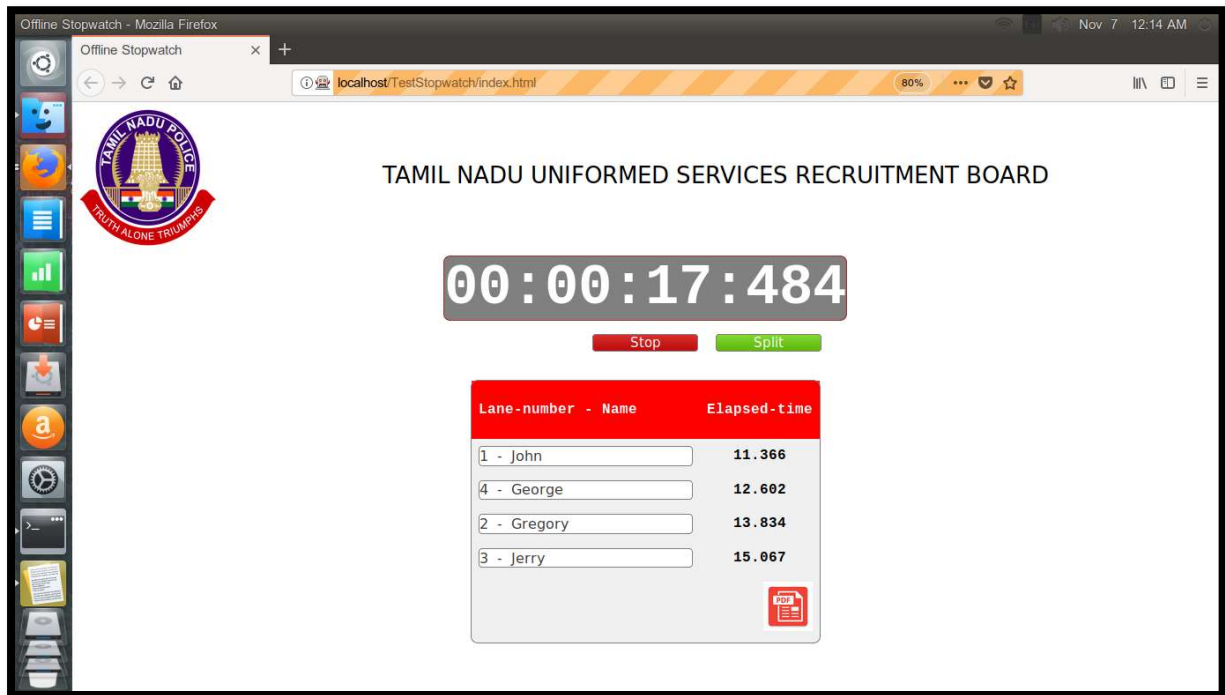 Offline Stopwatch - Mozilla Firefox
Nov 7 12:14 AM
Offline Stopwatch
localhost/TestStopwatch/index.html
80%
TAMIL NADU POLICE
TRUTH ALONE TRIUMPHS
TAMIL NADU UNIFORMED SERVICES RECRUITMENT BOARD
00:00:17:484
Stop Split
Lane-number - Name Elapsed-time
1 - John 11.366
4 - George 12.602
2 - Gregory 13.834
3 - Jerry 15.067
PDF